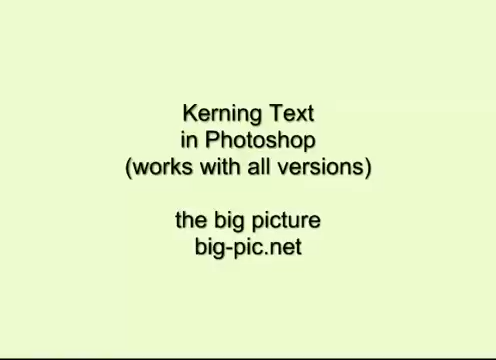 Kerning Text
in Photoshop
(works with all versions)
the big picture
big-pic.net